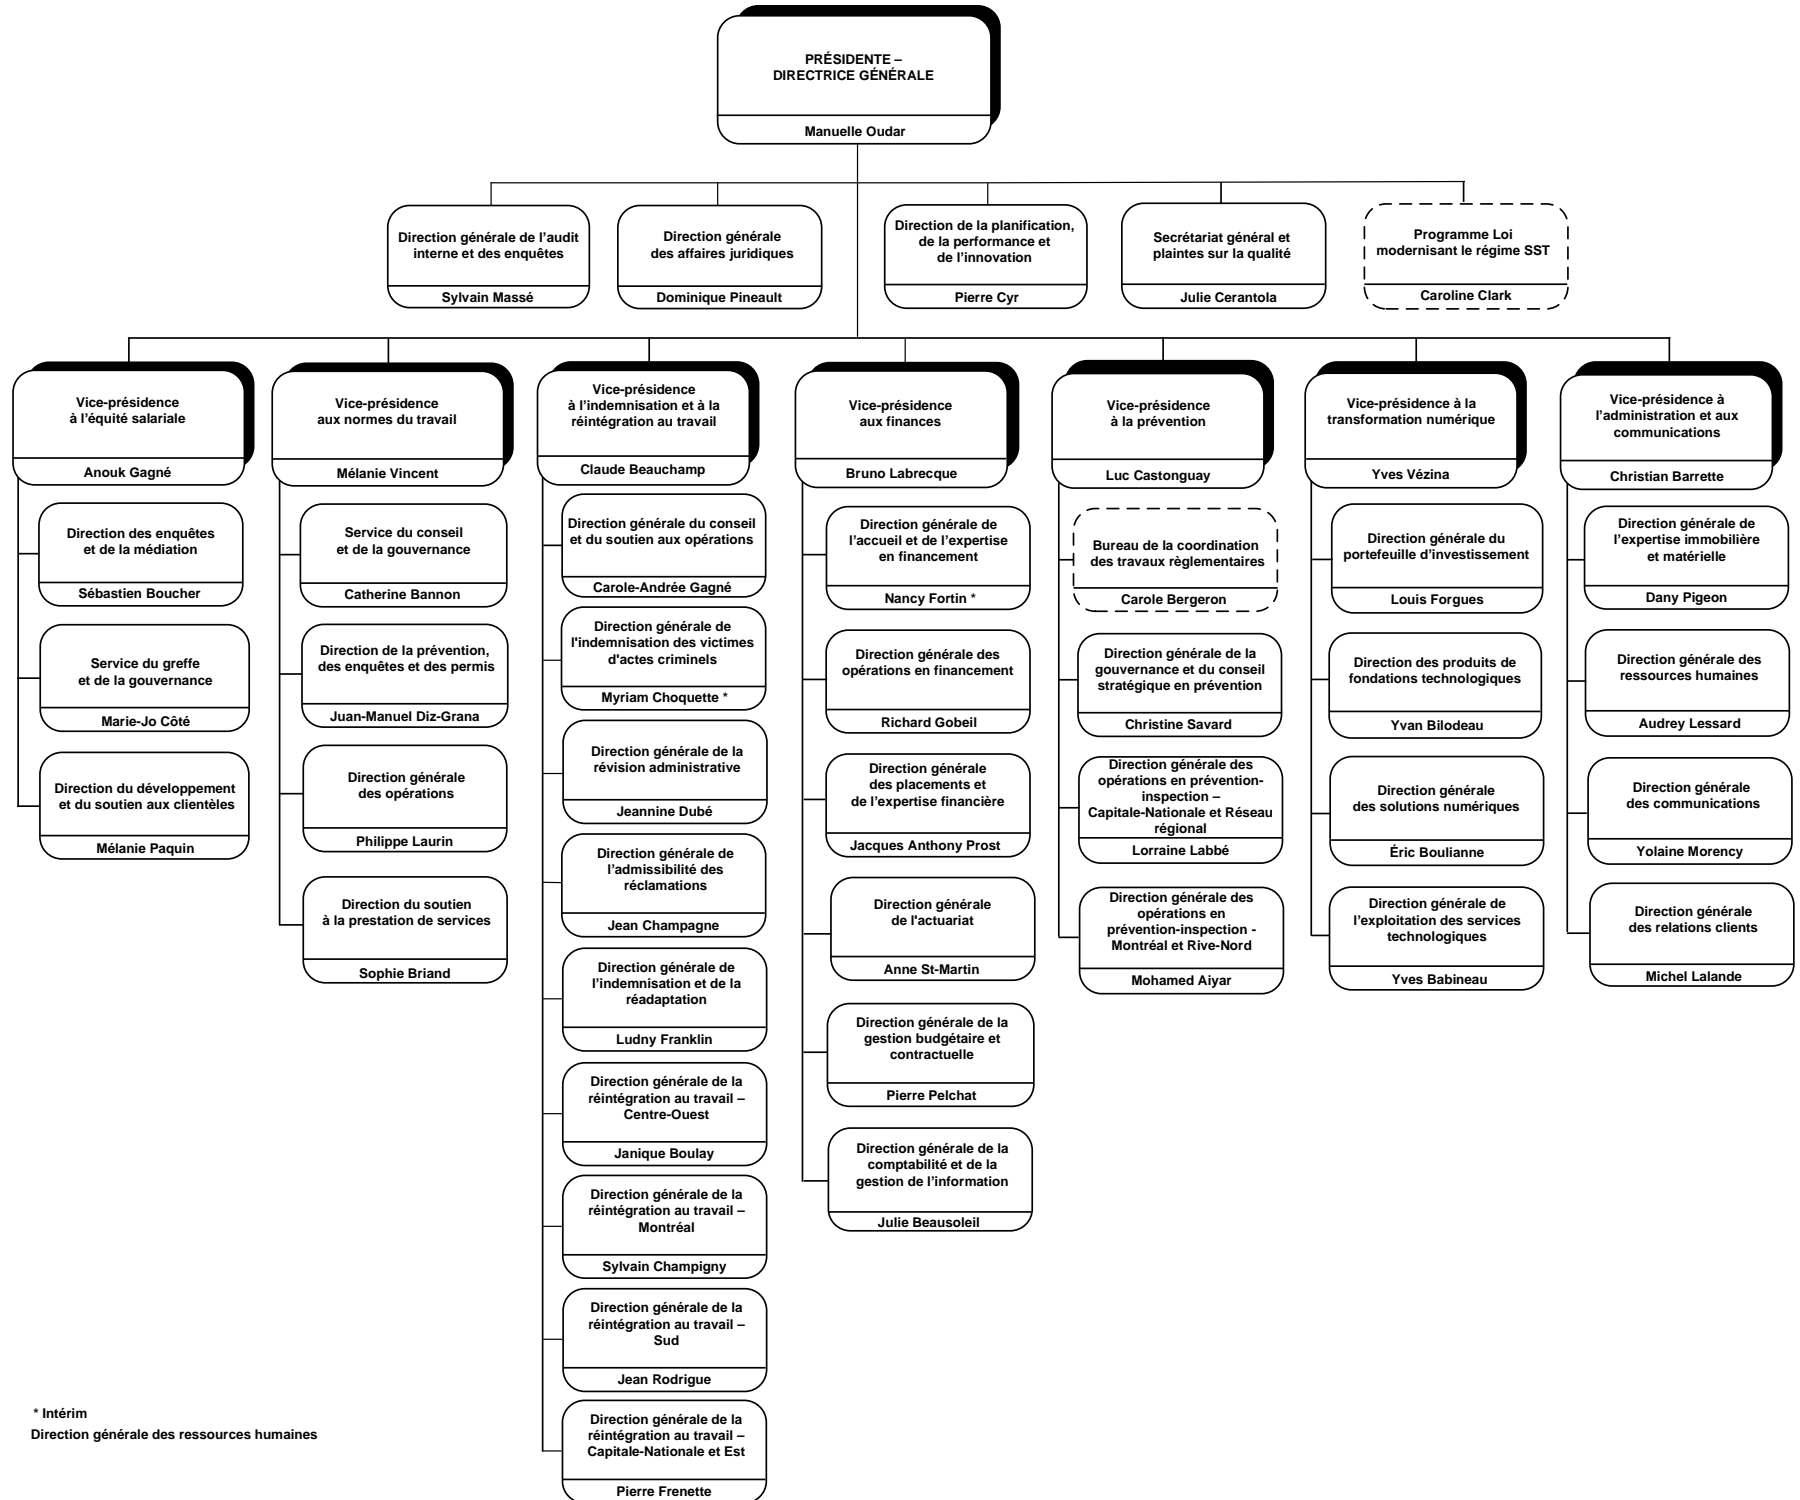 PRÉSIDENTE –
DIRECTRICE GÉNÉRALE
Manuelle Oudar
Direction générale de l'audit
interne et des enquêtes
Sylvain Massé
Direction générale
des affaires juridiques
Dominique Pineault
Direction de la planification,
de la performance et
de l'innovation
Pierre Cyr
Secrétariat général et
plaintes sur la qualité
Julie Cerantola
Programme Loi
modernisant le régime SST
Caroline Clark
Vice-présidence
à l'équité salariale
Anouk Gagné
Direction des enquêtes
et de la médiation
Sébastien Boucher
Service du greffe
et de la gouvernance
Marie-Jo Côté
Direction du développement
et du soutien aux clientèles
Mélanie Paquin
Vice-présidence
aux normes du travail
Mélanie Vincent
Service du conseil
et de la gouvernance
Catherine Bannon
Direction de la prévention,
des enquêtes et des permis
Juan-Manuel Diz-Grana
Direction générale
des opérations
Philippe Laurin
Direction du soutien
à la prestation de services
Sophie Briand
Vice-présidence
à l'indemnisation et à la
réintégration au travail
Claude Beauchamp
Direction générale du conseil
et du soutien aux opérations
Carole-Andrée Gagné
Direction générale de
l'indemnisation des victimes
d'actes criminels
Myriam Choquette *
Direction générale de la
révision administrative
Jeannine Dubé
Direction générale de
l'admissibilité des
réclamations
Jean Champagne
Direction générale de
l'indemnisation et de la
réadaptation
Ludny Franklin
Direction générale de la
réintégration au travail –
Centre-Ouest
Janique Boulay
Direction générale de la
réintégration au travail –
Montréal
Sylvain Champigny
Direction générale de la
réintégration au travail –
Sud
Jean Rodrigue
Direction générale de la
réintégration au travail –
Capitale-Nationale et Est
Pierre Frenette
Vice-présidence
aux finances
Bruno Labrecque
Direction générale de
l'accueil et de l'expertise
en financement
Nancy Fortin *
Direction générale des
opérations en financement
Richard Gobeil
Direction générale
des placements et
de l'expertise financière
Jacques Anthony Prost
Direction générale
de l'actuariat
Anne St-Martin
Direction générale de la
gestion budgétaire et
contractuelle
Pierre Pelchat
Direction générale de la
comptabilité et de la
gestion de l'information
Julie Beausoleil
Vice-présidence
à la prévention
Luc Castonguay
Bureau de la coordination
des travaux règlementaires
Carole Bergeron
Direction générale de la
gouvernance et du conseil
stratégique en prévention
Christine Savard
Direction générale des
opérations en prévention-
inspection –
Capitale-Nationale et Réseau
régional
Lorraine Labbé
Direction générale des
opérations en
prévention-inspection -
Montréal et Rive-Nord
Mohamed Aiyar
Vice-présidence à la
transformation numérique
Yves Vézina
Direction générale du
portefeuille d'investissement
Louis Forgues
Direction des produits de
fondations technologiques
Yvan Bilodeau
Direction générale
des solutions numériques
Éric Boulianne
Direction générale de
l'exploitation des services
technologiques
Yves Babineau
Vice-présidence à
l'administration et aux
communications
Christian Barrette
Direction générale de
l'expertise immobilière
et matérielle
Dany Pigeon
Direction générale des
ressources humaines
Audrey Lessard
Direction générale
des communications
Yolaine Morency
Direction générale
des relations clients
Michel Lalande
* Intérim
Direction générale des ressources humaines